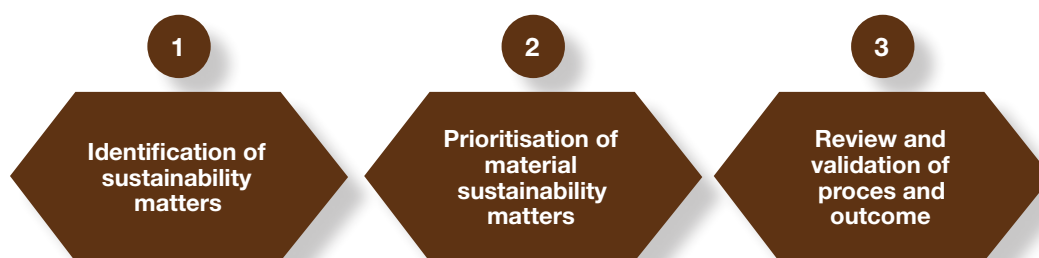 1
Identification of
sustainability
matters
2
Prioritisation of
material
sustainability
matters
3
Review and
validation of
proces and
outcome